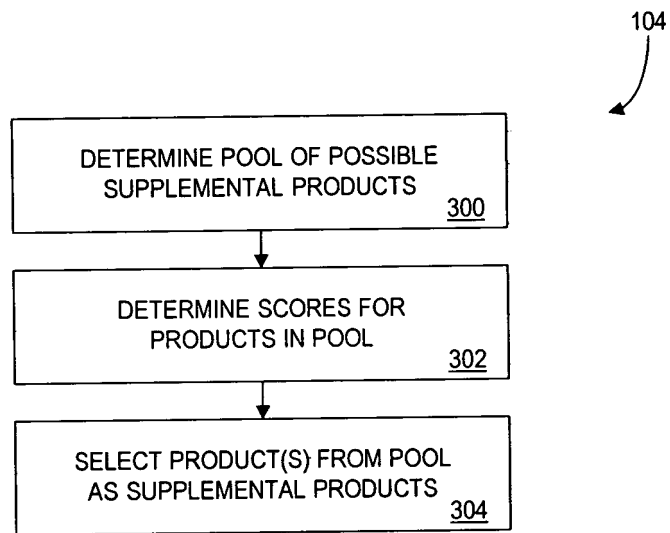 104
DETERMINE POOL OF POSSIBLE
SUPPLEMENTAL PRODUCTS
300
DETERMINE SCORES FOR
PRODUCTS IN POOL
302
SELECT PRODUCT(S) FROM POOL
AS SUPPLEMENTAL PRODUCTS
304